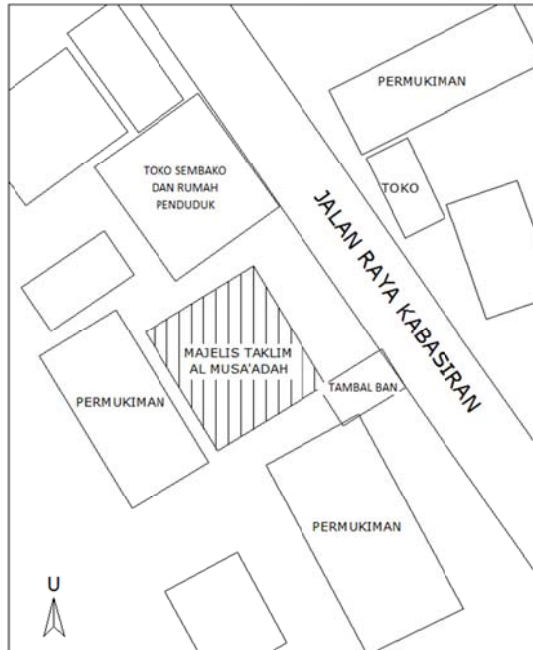 PERMUKIMAN
TOKO SEMBAKO
DAN RUMAH
PENDUDUK
TOKO
JALAN RAYA KABASIRAN
MAJELIS TAKLIM
AL MUSA'ADAH
TAMBAL BAN
PERMUKIMAN
PERMUKIMAN
U